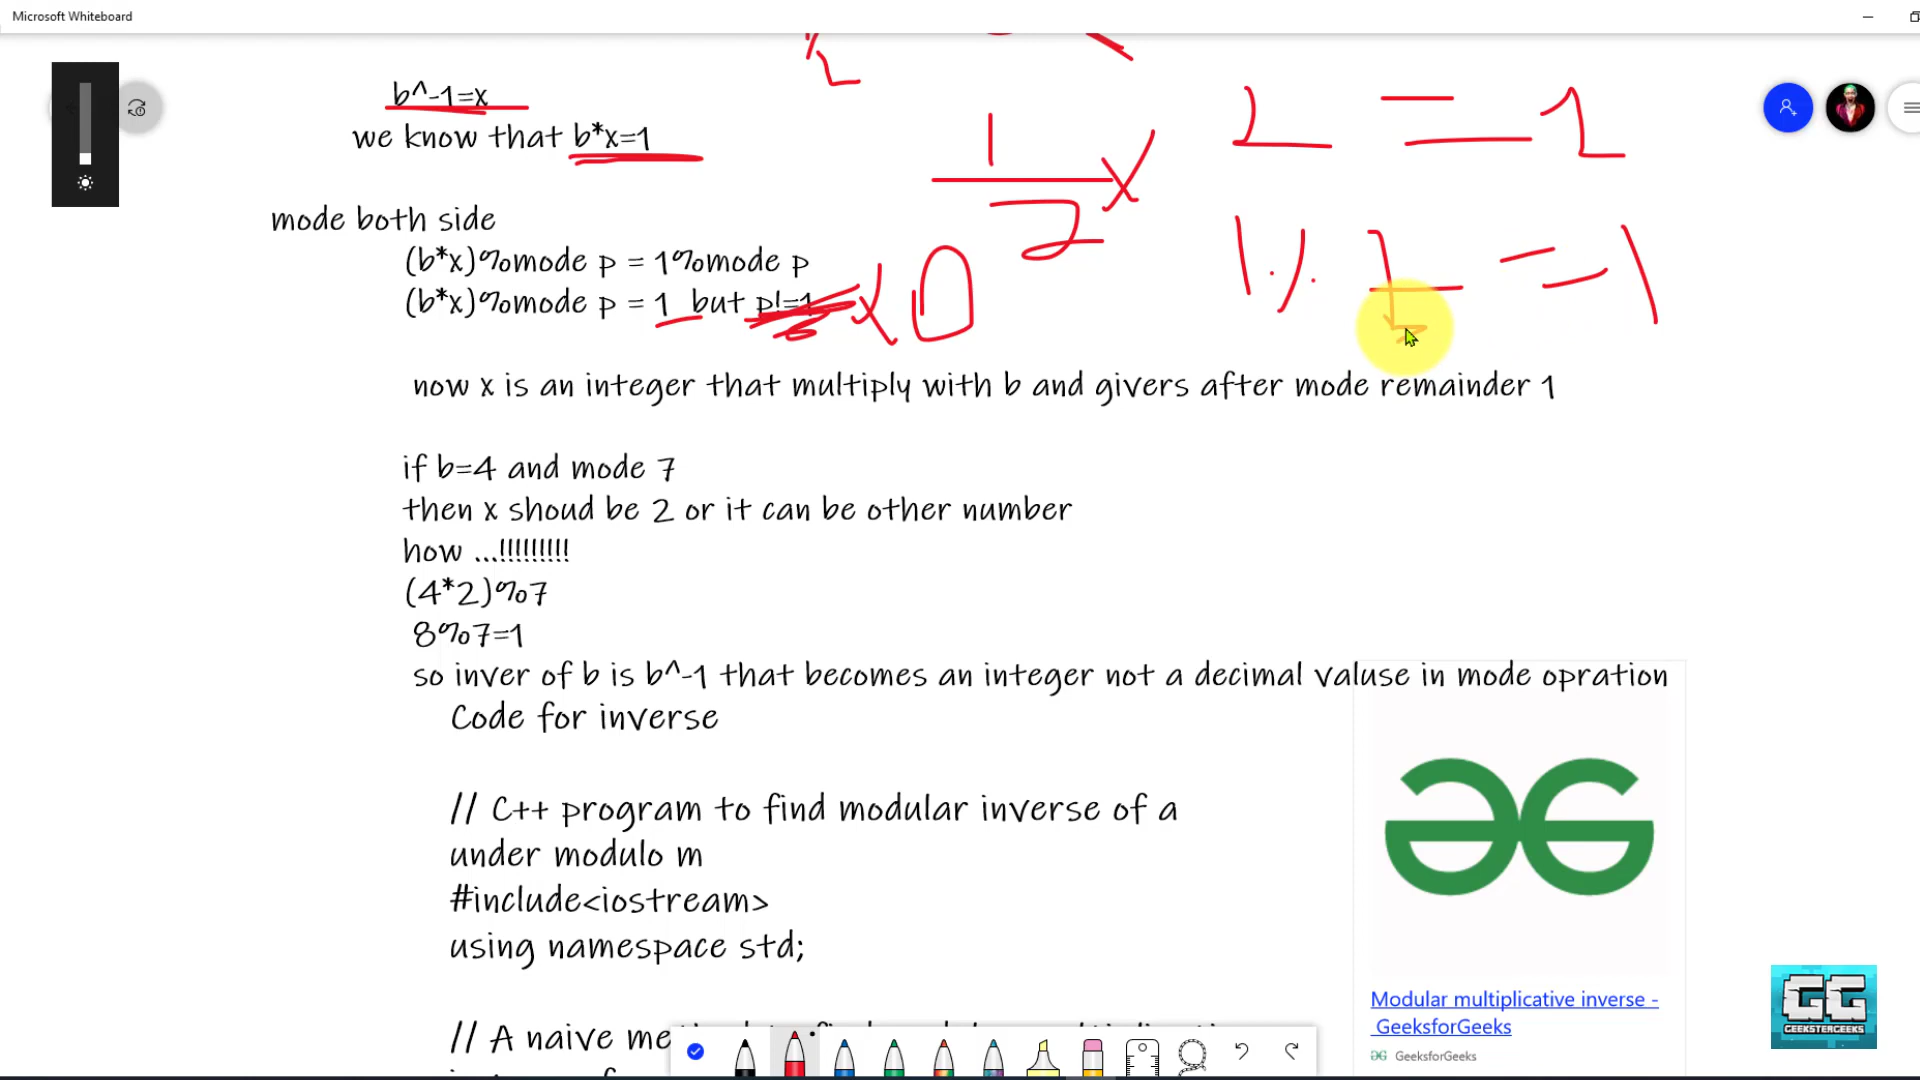 Microsoft Whiteboard
b^-1=x
we know that b*x=1
mode both side
(b*x)%mode p = 1%mode p
(b*x)%mode p = 1 but p!=1
now x is an integer that multiply with b and givers after mode remainder 1
if b=4 and mode 7
then x shoud be 2 or it can be other number
how ...!!!!!!!!!
(4*2)%7
8%7=1
so inver of b is b^-1 that becomes an integer not a decimal valuse in mode opration
Code for inverse
// C++ program to find modular inverse of a
under modulo m
#include<iostream>
using namespace std;
// A naive
Modular multiplicative inverse -
GeeksforGeeks
GeeksforGeeks
GG
GEEKSTERGEEKS
1
2